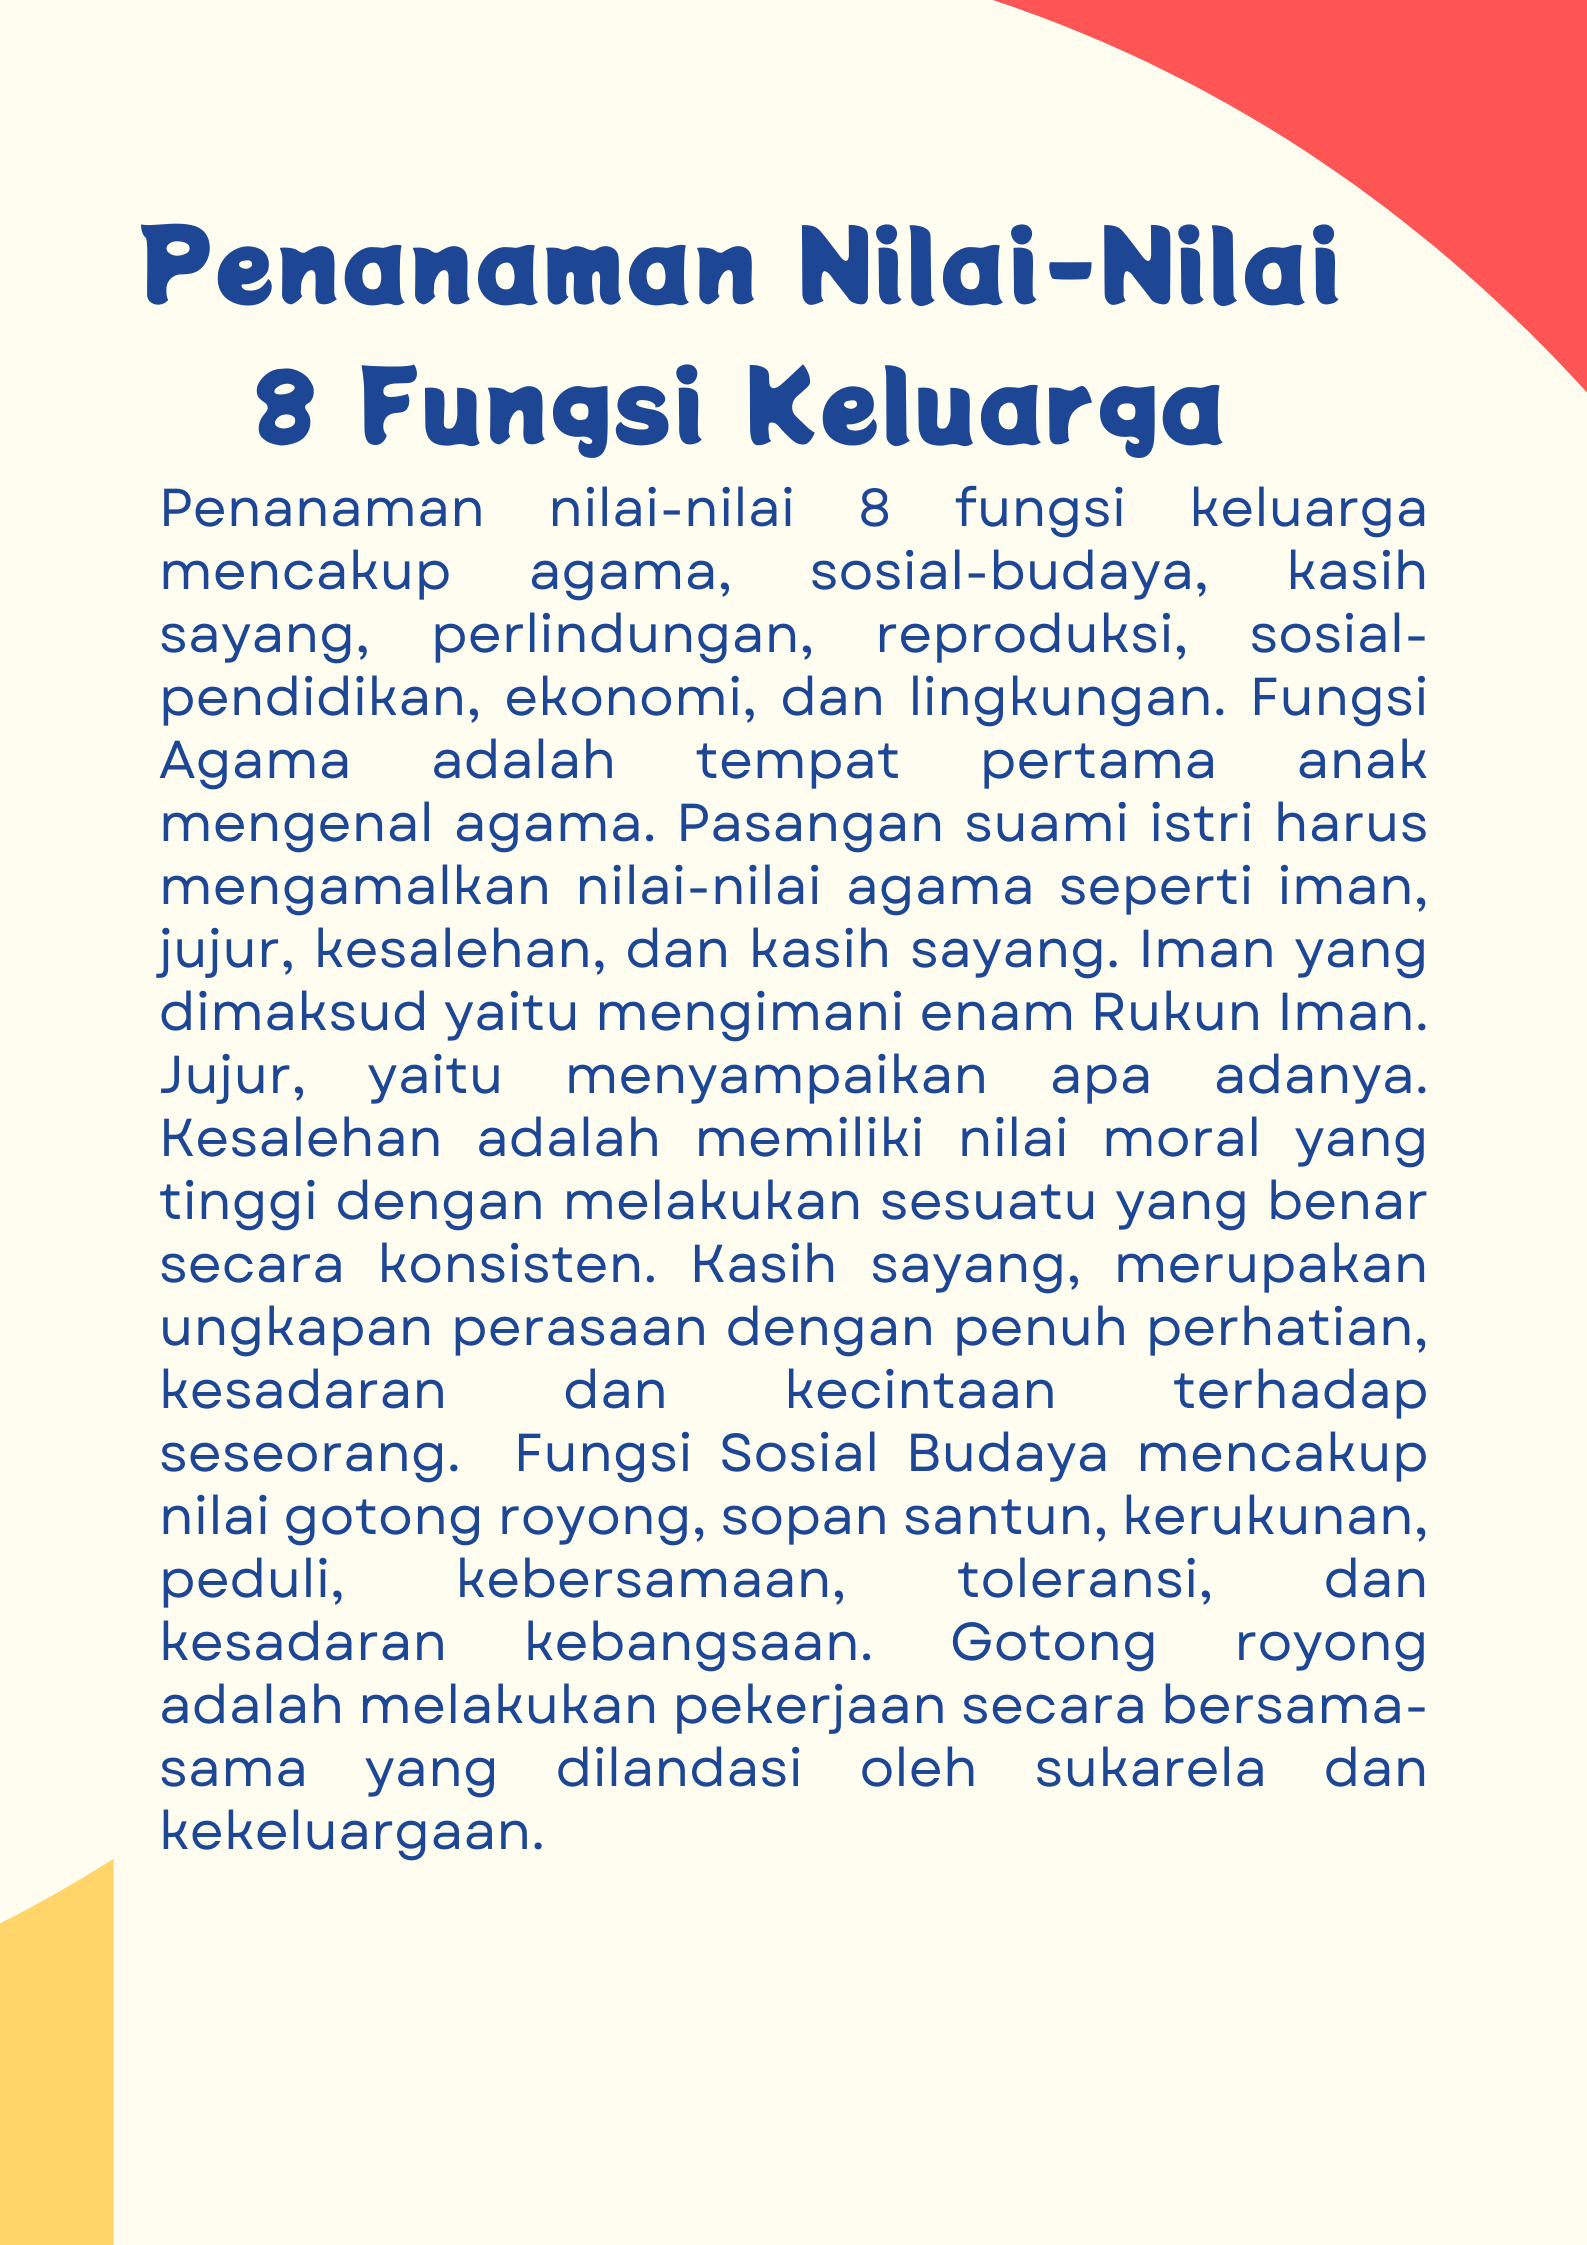 Penanaman Nilai-Nilai
8 Fungsi Keluarga
Penanaman nilai-nilai 8 fungsi keluarga
mencakup agama, sosial-budaya, kasih
sayang, perlindungan, reproduksi, sosial-
pendidikan, ekonomi, dan lingkungan. Fungsi
Agama adalah tempat pertama anak
mengenal agama. Pasangan suami istri harus
mengamalkan nilai-nilai agama seperti iman,
jujur, kesalehan, dan kasih sayang. Iman yang
dimaksud yaitu mengimani enam Rukun Iman.
Jujur, yaitu menyampaikan apa adanya.
Kesalehan adalah memiliki nilai moral yang
tinggi dengan melakukan sesuatu yang benar
secara konsisten. Kasih sayang, merupakan
ungkapan perasaan dengan penuh perhatian,
kesadaran dan kecintaan terhadap
seseorang. Fungsi Sosial Budaya mencakup
nilai gotong royong, sopan santun, kerukunan,
peduli, kebersamaan, toleransi, dan
kesadaran kebangsaan. Gotong royong
adalah melakukan pekerjaan secara bersama-
sama yang dilandasi oleh sukarela dan
kekeluargaan.